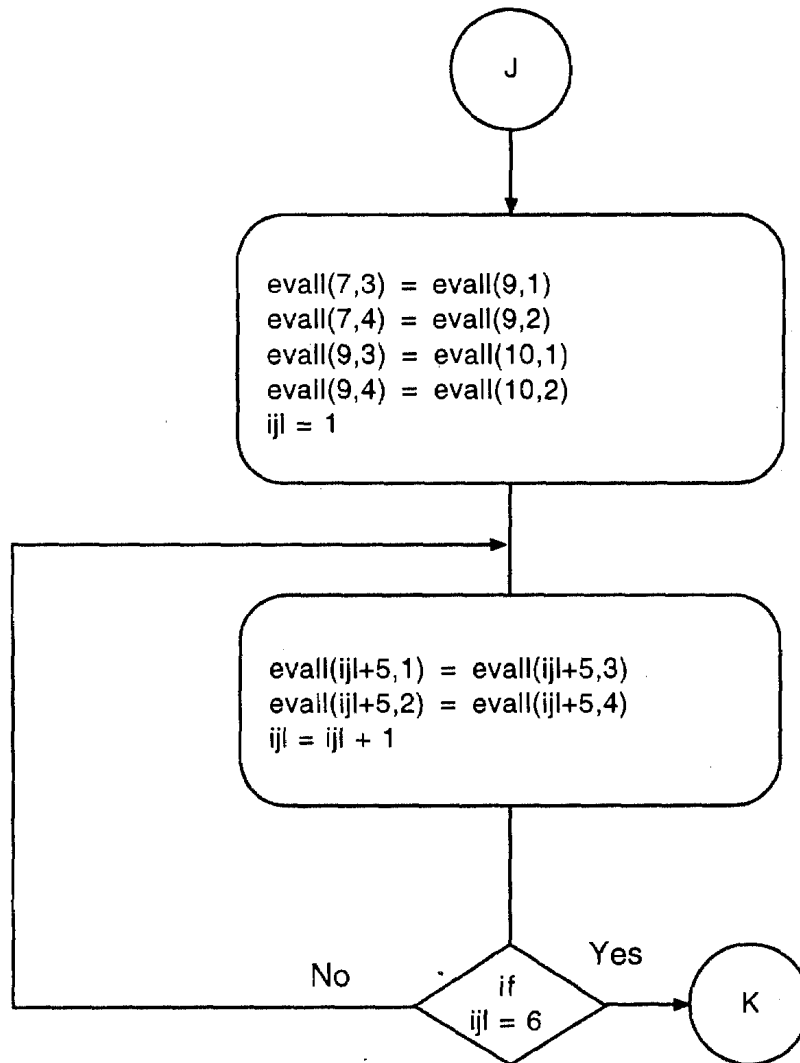 J
evall(7,3) = evall(9,1)
evall(7,4) = evall(9,2)
evall(9,3) = evall(10,1)
evall(9,4) = evall(10,2)
ijl = 1
evall(ijl+5,1) = evall(ijl+5,3)
evall(ijl+5,2) = evall(ijl+5,4)
ijl = ijl + 1
No
Yes
if
ijl = 6
K